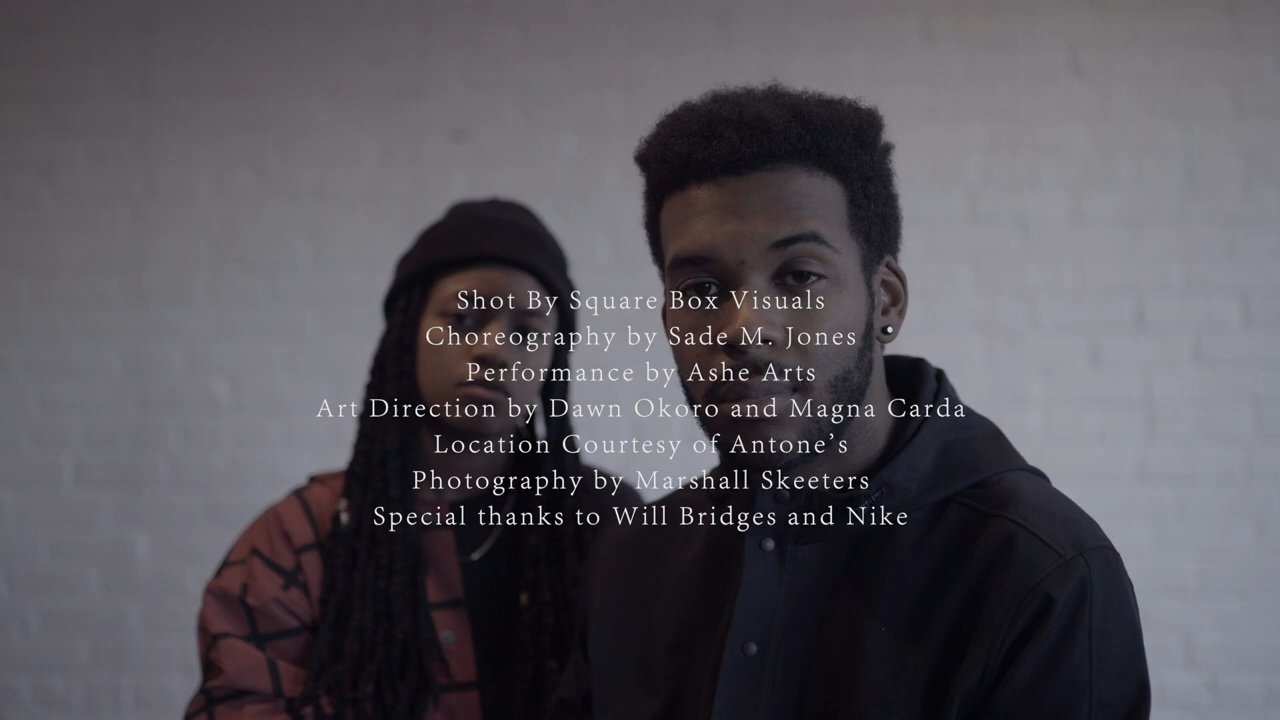 Shot By Square Box Visuals
Choreography by Sade M. Jones
Performance by Ashe Arts
Art Direction by Dawn Okoro and Magna Carda
Location Courtesy of Antone’s
Photography by Marshall Skeeters
Special thanks to Will Bridges and Nike